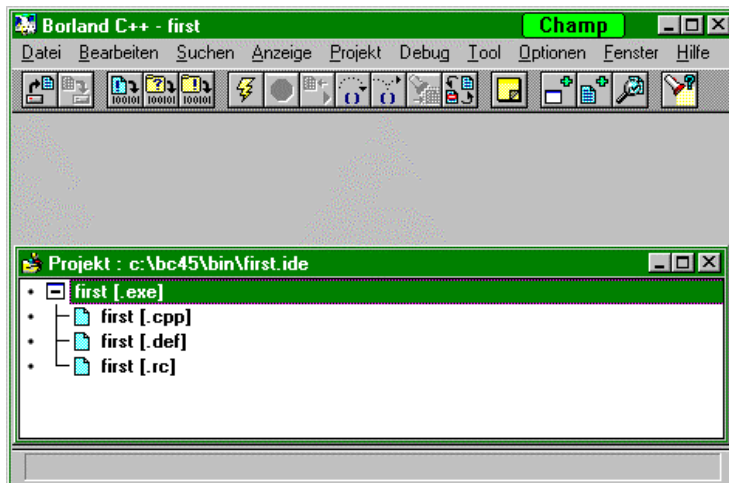 Borland C++ - first Champ
Datei Bearbeiten Suchen Anzeige Projekt Debug Tool Optionen Fenster Hilfe
Projekt : c:\bc45\bin\first.ide
first [.exe]
first [.cpp]
first [.def]
first [.rc]